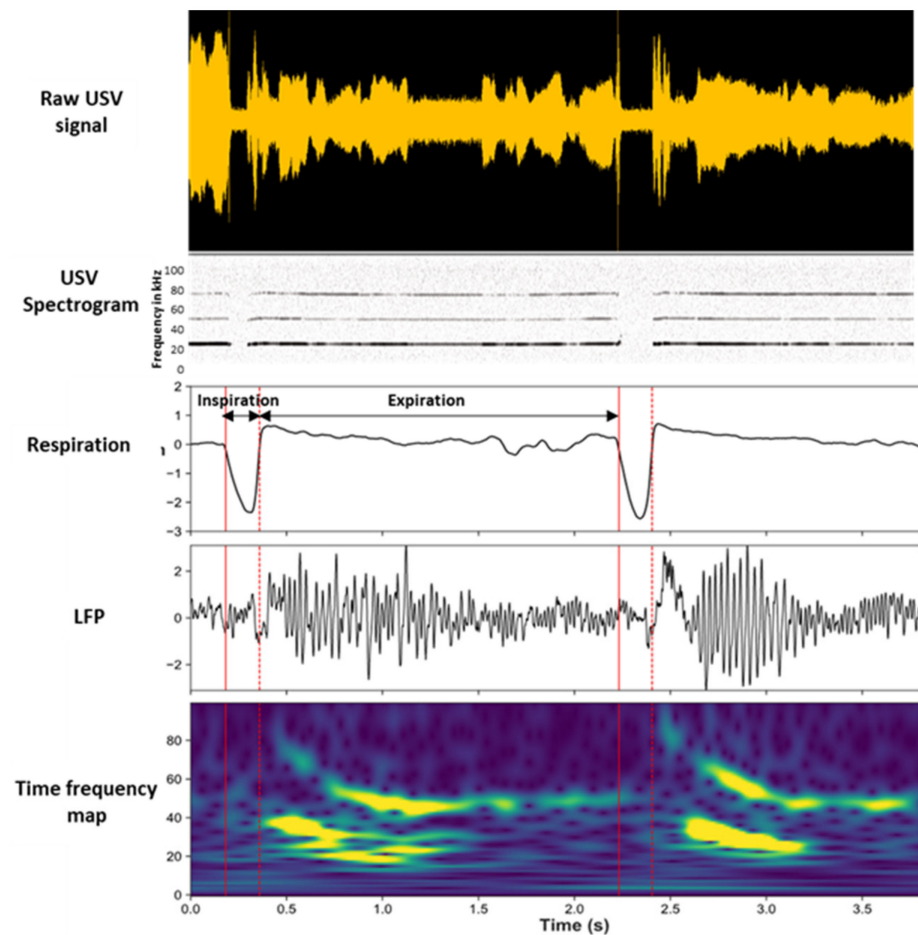 Raw USV
signal
USV
Spectrogram
Frequency in kHz
100
80
60
40
20
0
Respiration
Inspiration
Expiration
2
1
0
-1
-2
-3
LFP
2
0
-2
Time frequency
map
80
60
40
20
0
0.0 0.5 1.0 1.5 2.0 2.5 3.0 3.5
Time (s)